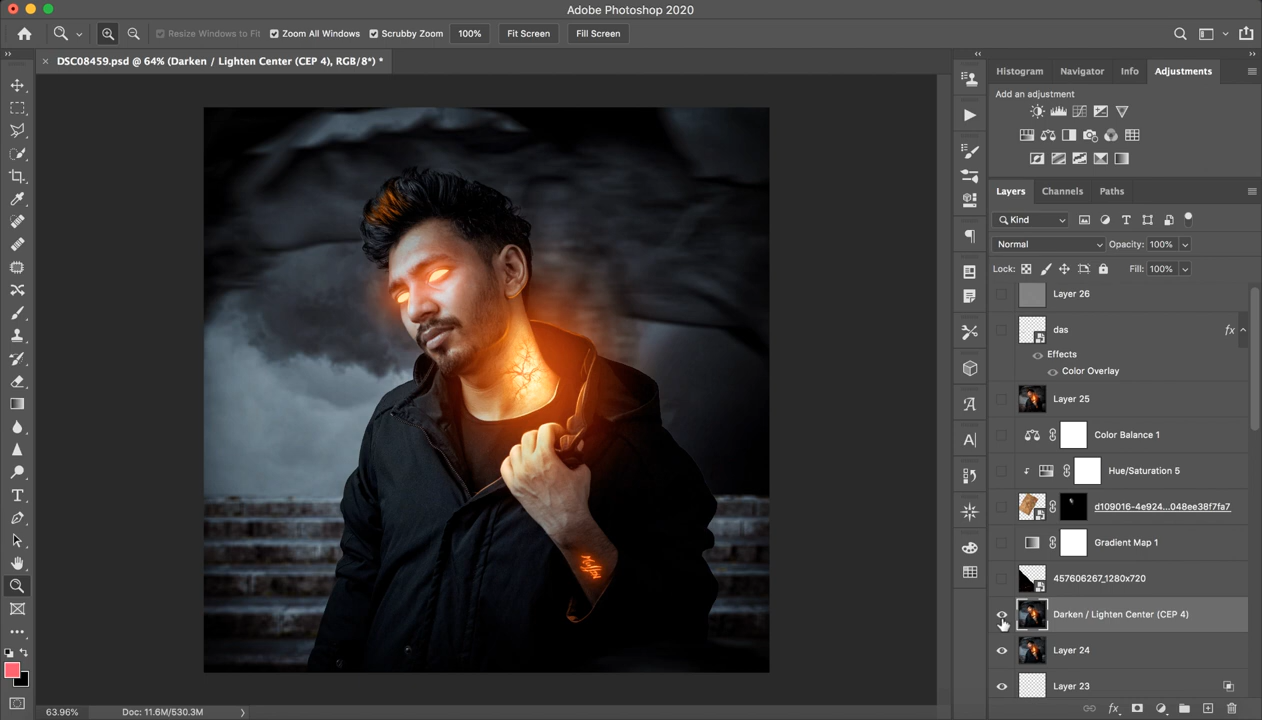 Adobe Photoshop 2020
Resize Windows to Fit Zoom All Windows Scrubby Zoom 100% Fit Screen Fill Screen
DSC08459.psd @ 64% (Darken / Lighten Center (CEP 4), RGB/8*) *
Histogram Navigator Info Adjustments
Add an adjustment
Layers Channels Paths
Kind
Normal Opacity: 100%
Lock: Fill: 100%
Layer 26
das fx
Effects
Color Overlay
Layer 25
Color Balance 1
Hue/Saturation 5
d109016-4e924...048ee38f7fa7
Gradient Map 1
457606267_1280x720
Darken / Lighten Center (CEP 4)
Layer 24
Layer 23
63.96% Doc: 11.6M/530.3M
fx